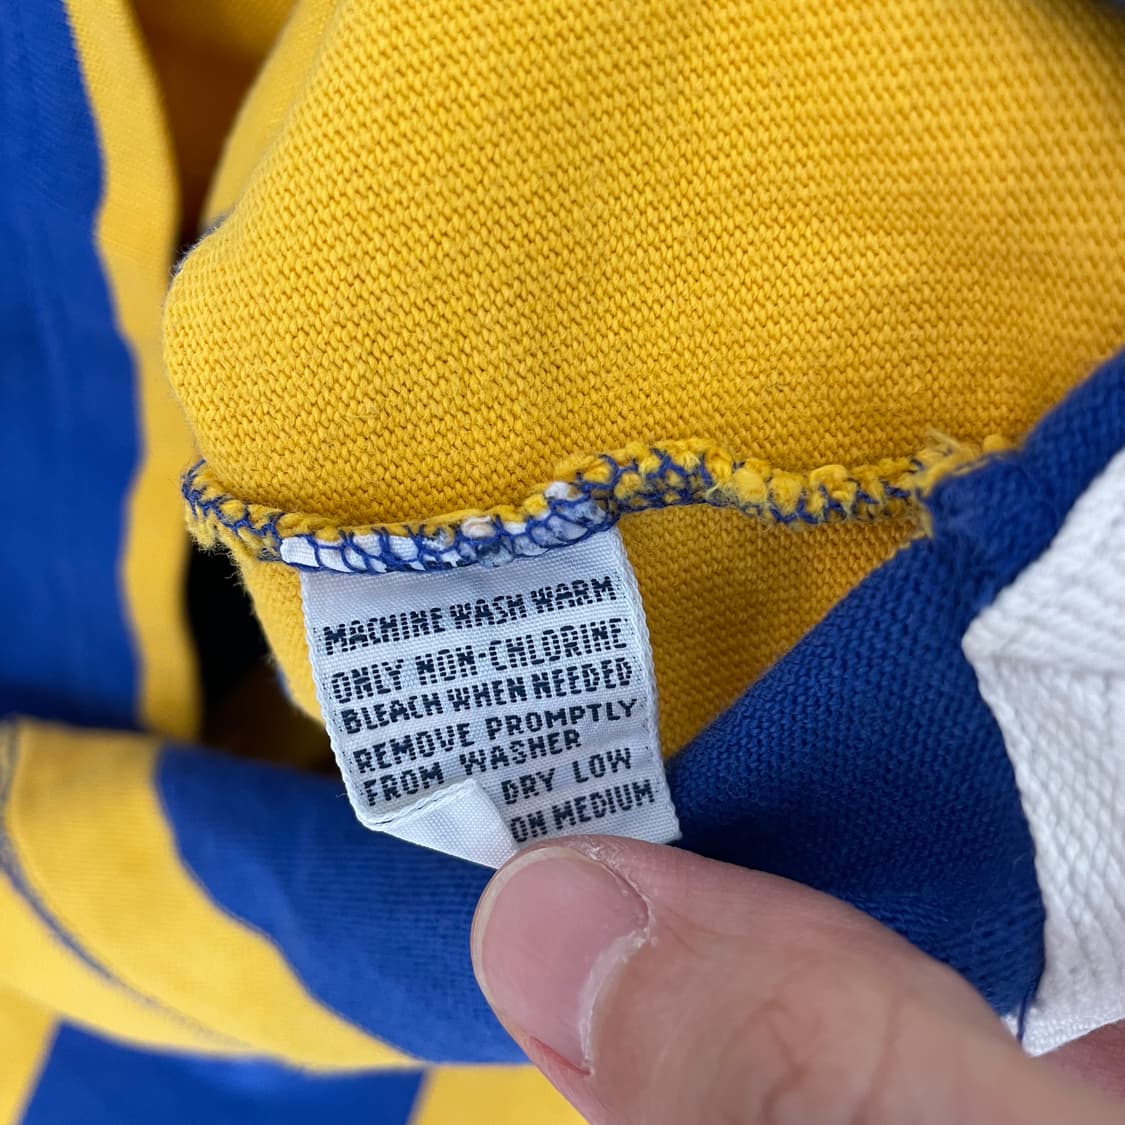 MACHINE WASH WARM
ONLY NON-CHLORINE
BLEACH WHEN NEEDED
REMOVE PROMPTLY
FROM WASHER
DRY LOW
ON MEDIUM